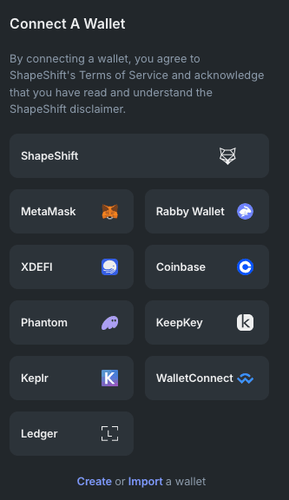 Connect A Wallet
By connecting a wallet, you agree to
ShapeShift's Terms of Service and acknowledge
that you have read and understand the
ShapeShift disclaimer.
ShapeShift
MetaMask
Rabby Wallet
XDEFI
Coinbase
Phantom
KeepKey
Keplr
WalletConnect
Ledger
Create or Import a wallet